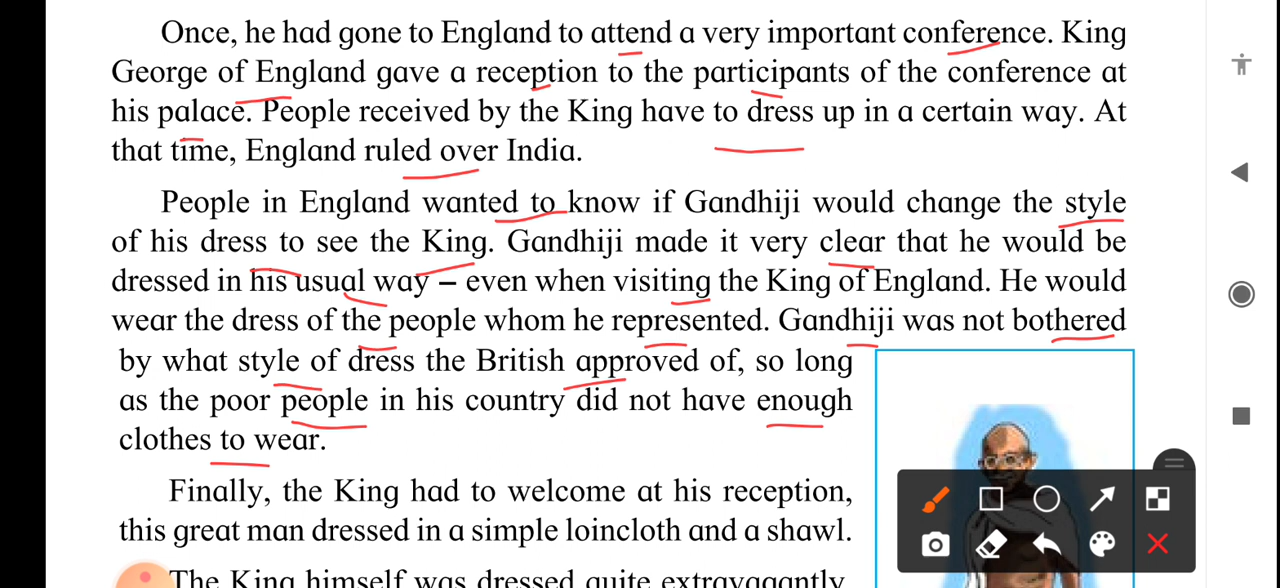 Once, he had gone to England to attend a very important conference. King
George of England gave a reception to the participants of the conference at
his palace. People received by the King have to dress up in a certain way. At
that time, England ruled over India.
People in England wanted to know if Gandhiji would change the style
of his dress to see the King. Gandhiji made it very clear that he would be
dressed in his usual way – even when visiting the King of England. He would
wear the dress of the people whom he represented. Gandhiji was not bothered
by what style of dress the British approved of, so long
as the poor people in his country did not have enough
clothes to wear.
Finally, the King had to welcome at his reception,
this great man dressed in a simple loincloth and a shawl.
The King himself was dressed quite extravagantly.